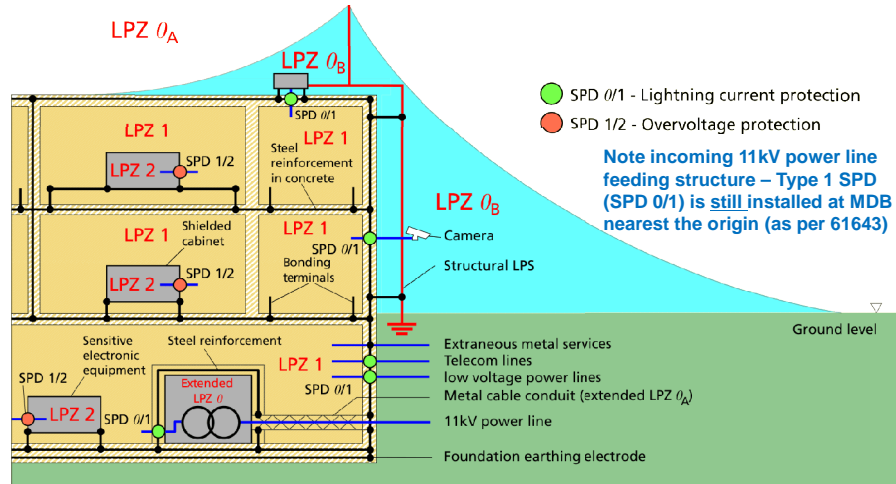 LPZ 0A
LPZ 0B
SPD 0/1 - Lightning current protection
SPD 1/2 - Overvoltage protection
Note incoming 11kV power line
feeding structure – Type 1 SPD
(SPD 0/1) is still installed at MDB
nearest the origin (as per 61643)
SPD 0/1
LPZ 1
LPZ 1
Steel
reinforcement
in concrete
SPD 1/2
LPZ 2
LPZ 0B
LPZ 1
LPZ 1
SPD 0/1
Camera
Shielded
cabinet
SPD 1/2
LPZ 2
Bonding
terminals
Structural LPS
Ground level
Sensitive
electronic
equipment
Steel reinforcement
LPZ 1
Extraneous metal services
Telecom lines
low voltage power lines
SPD 0/1
Metal cable conduit (extended LPZ 0A)
SPD 1/2
LPZ 2
SPD 0/1
Extended
LPZ 0
11kV power line
Foundation earthing electrode